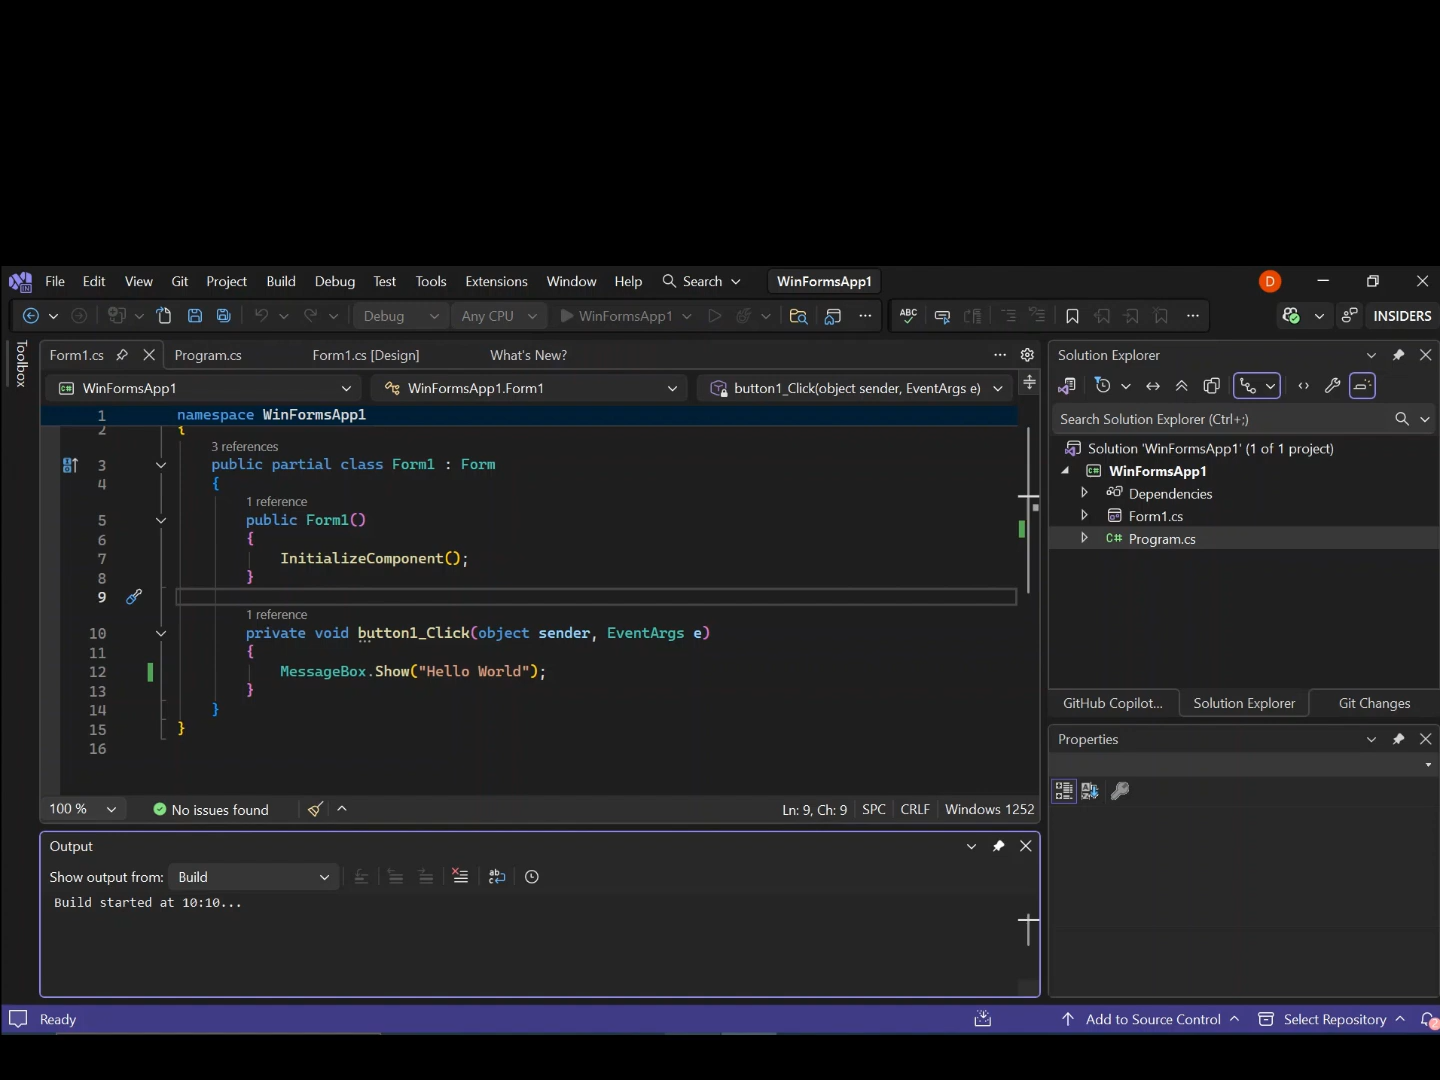 File Edit View Git Project Build Debug Test Tools Extensions Window Help Search WinFormsApp1 D
Debug Any CPU WinFormsApp1 ABC INSIDERS
Toolbox
Form1.cs Program.cs Form1.cs [Design] What's New?
WinFormsApp1 WinFormsApp1.Form1 button1_Click(object sender, EventArgs e)
1 namespace WinFormsApp1
2 {
3 references
3 public partial class Form1 : Form
4 {
1 reference
5 public Form1()
6 {
7 InitializeComponent();
8 }
9
1 reference
10 private void button1_Click(object sender, EventArgs e)
11 {
12 MessageBox.Show("Hello World");
13 }
14 }
15 }
16
100 % No issues found Ln: 9, Ch: 9 SPC CRLF Windows 1252
Output
Show output from: Build
Build started at 10:10...
Solution Explorer
Search Solution Explorer (Ctrl+;)
Solution 'WinFormsApp1' (1 of 1 project)
WinFormsApp1
Dependencies
Form1.cs
C# Program.cs
GitHub Copilot... Solution Explorer Git Changes
Properties
Ready Add to Source Control Select Repository